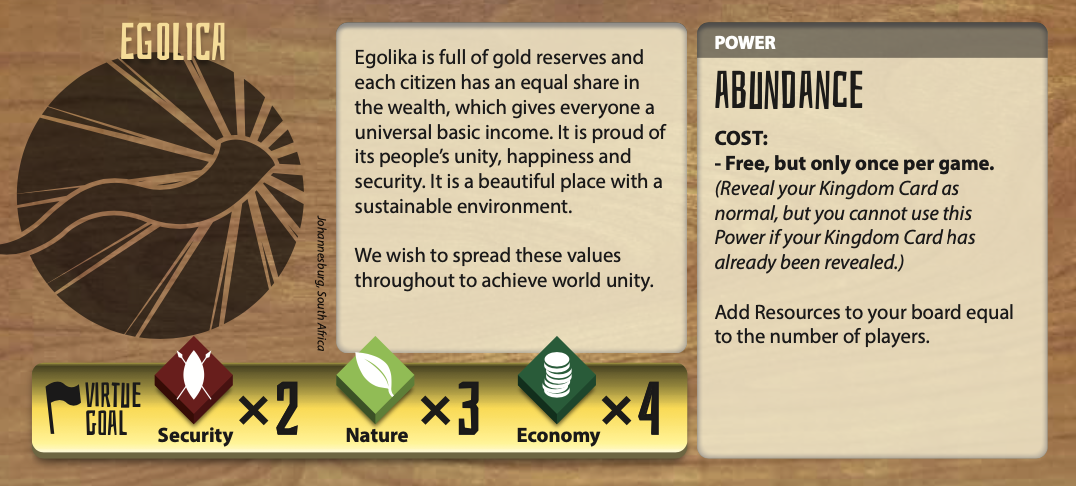 EGOLICA
Johannesburg, South Africa
Egolika is full of gold reserves and
each citizen has an equal share in
the wealth, which gives everyone a
universal basic income. It is proud of
its people's unity, happiness and
security. It is a beautiful place with a
sustainable environment.
We wish to spread these values
throughout to achieve world unity.
VIRTUE
GOAL
×2
Security
×3
Nature
×4
Economy
POWER
ABUNDANCE
COST:
- Free, but only once per game.
(Reveal your Kingdom Card as
normal, but you cannot use this
Power if your Kingdom Card has
already been revealed.)
Add Resources to your board equal
to the number of players.